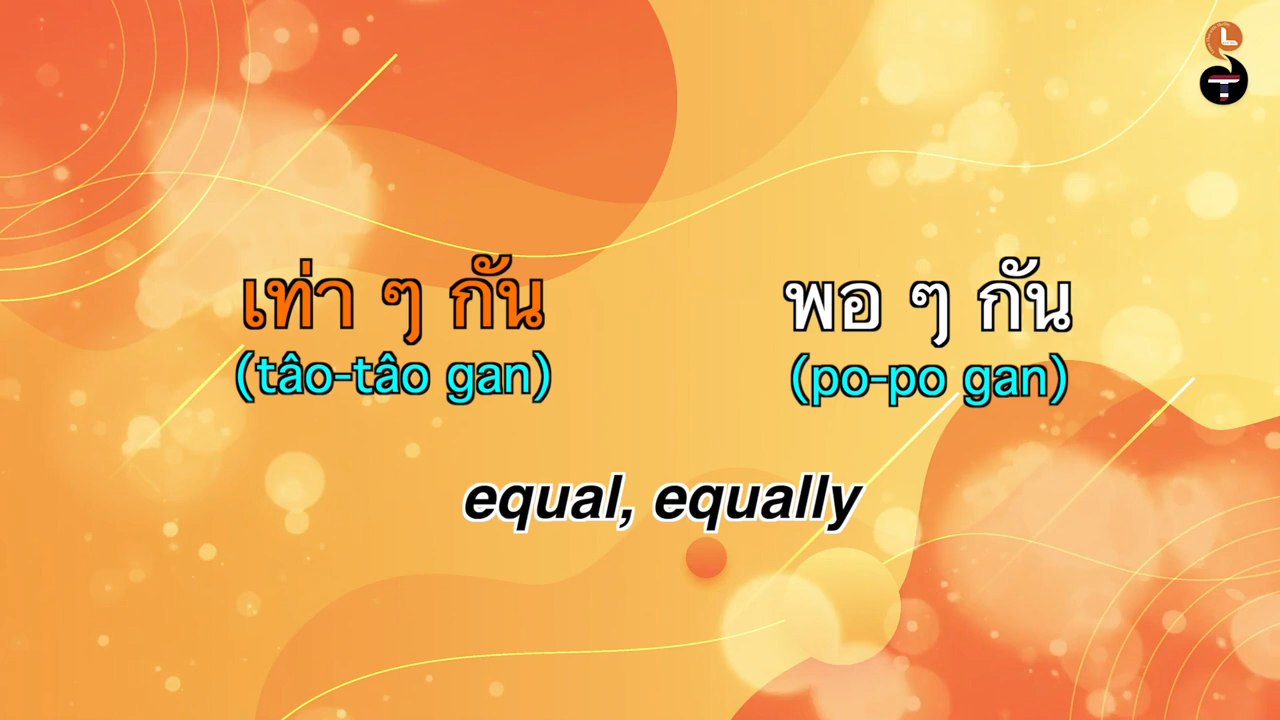 เท่า ๆ กัน
(tâo-tâo gan)
พอ ๆ กัน
(po-po gan)
equal, equally